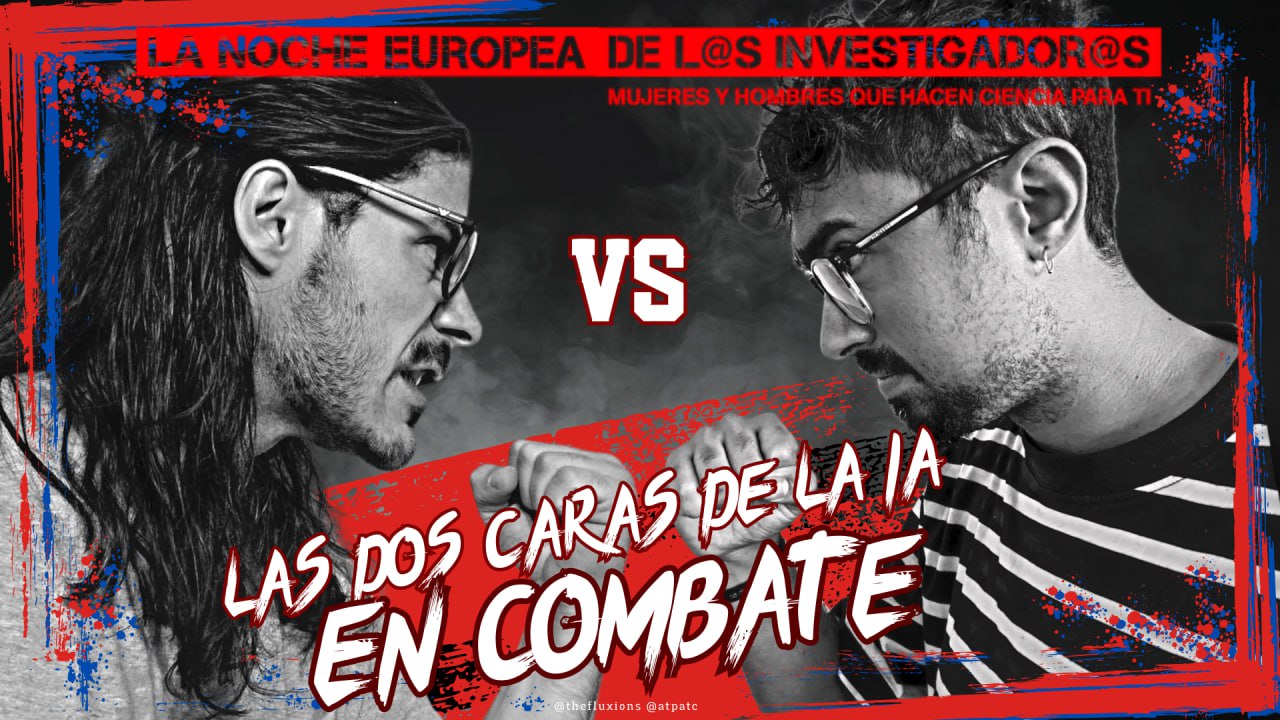 LA NOCHE EUROPEA DE L@S INVESTIGADOR@S
MUJERES Y HOMBRES QUE HACEN CIENCIA PARA TI
VS
LAS DOS CARAS DE LA IA
EN COMBATE
@thefluxions @atpatc